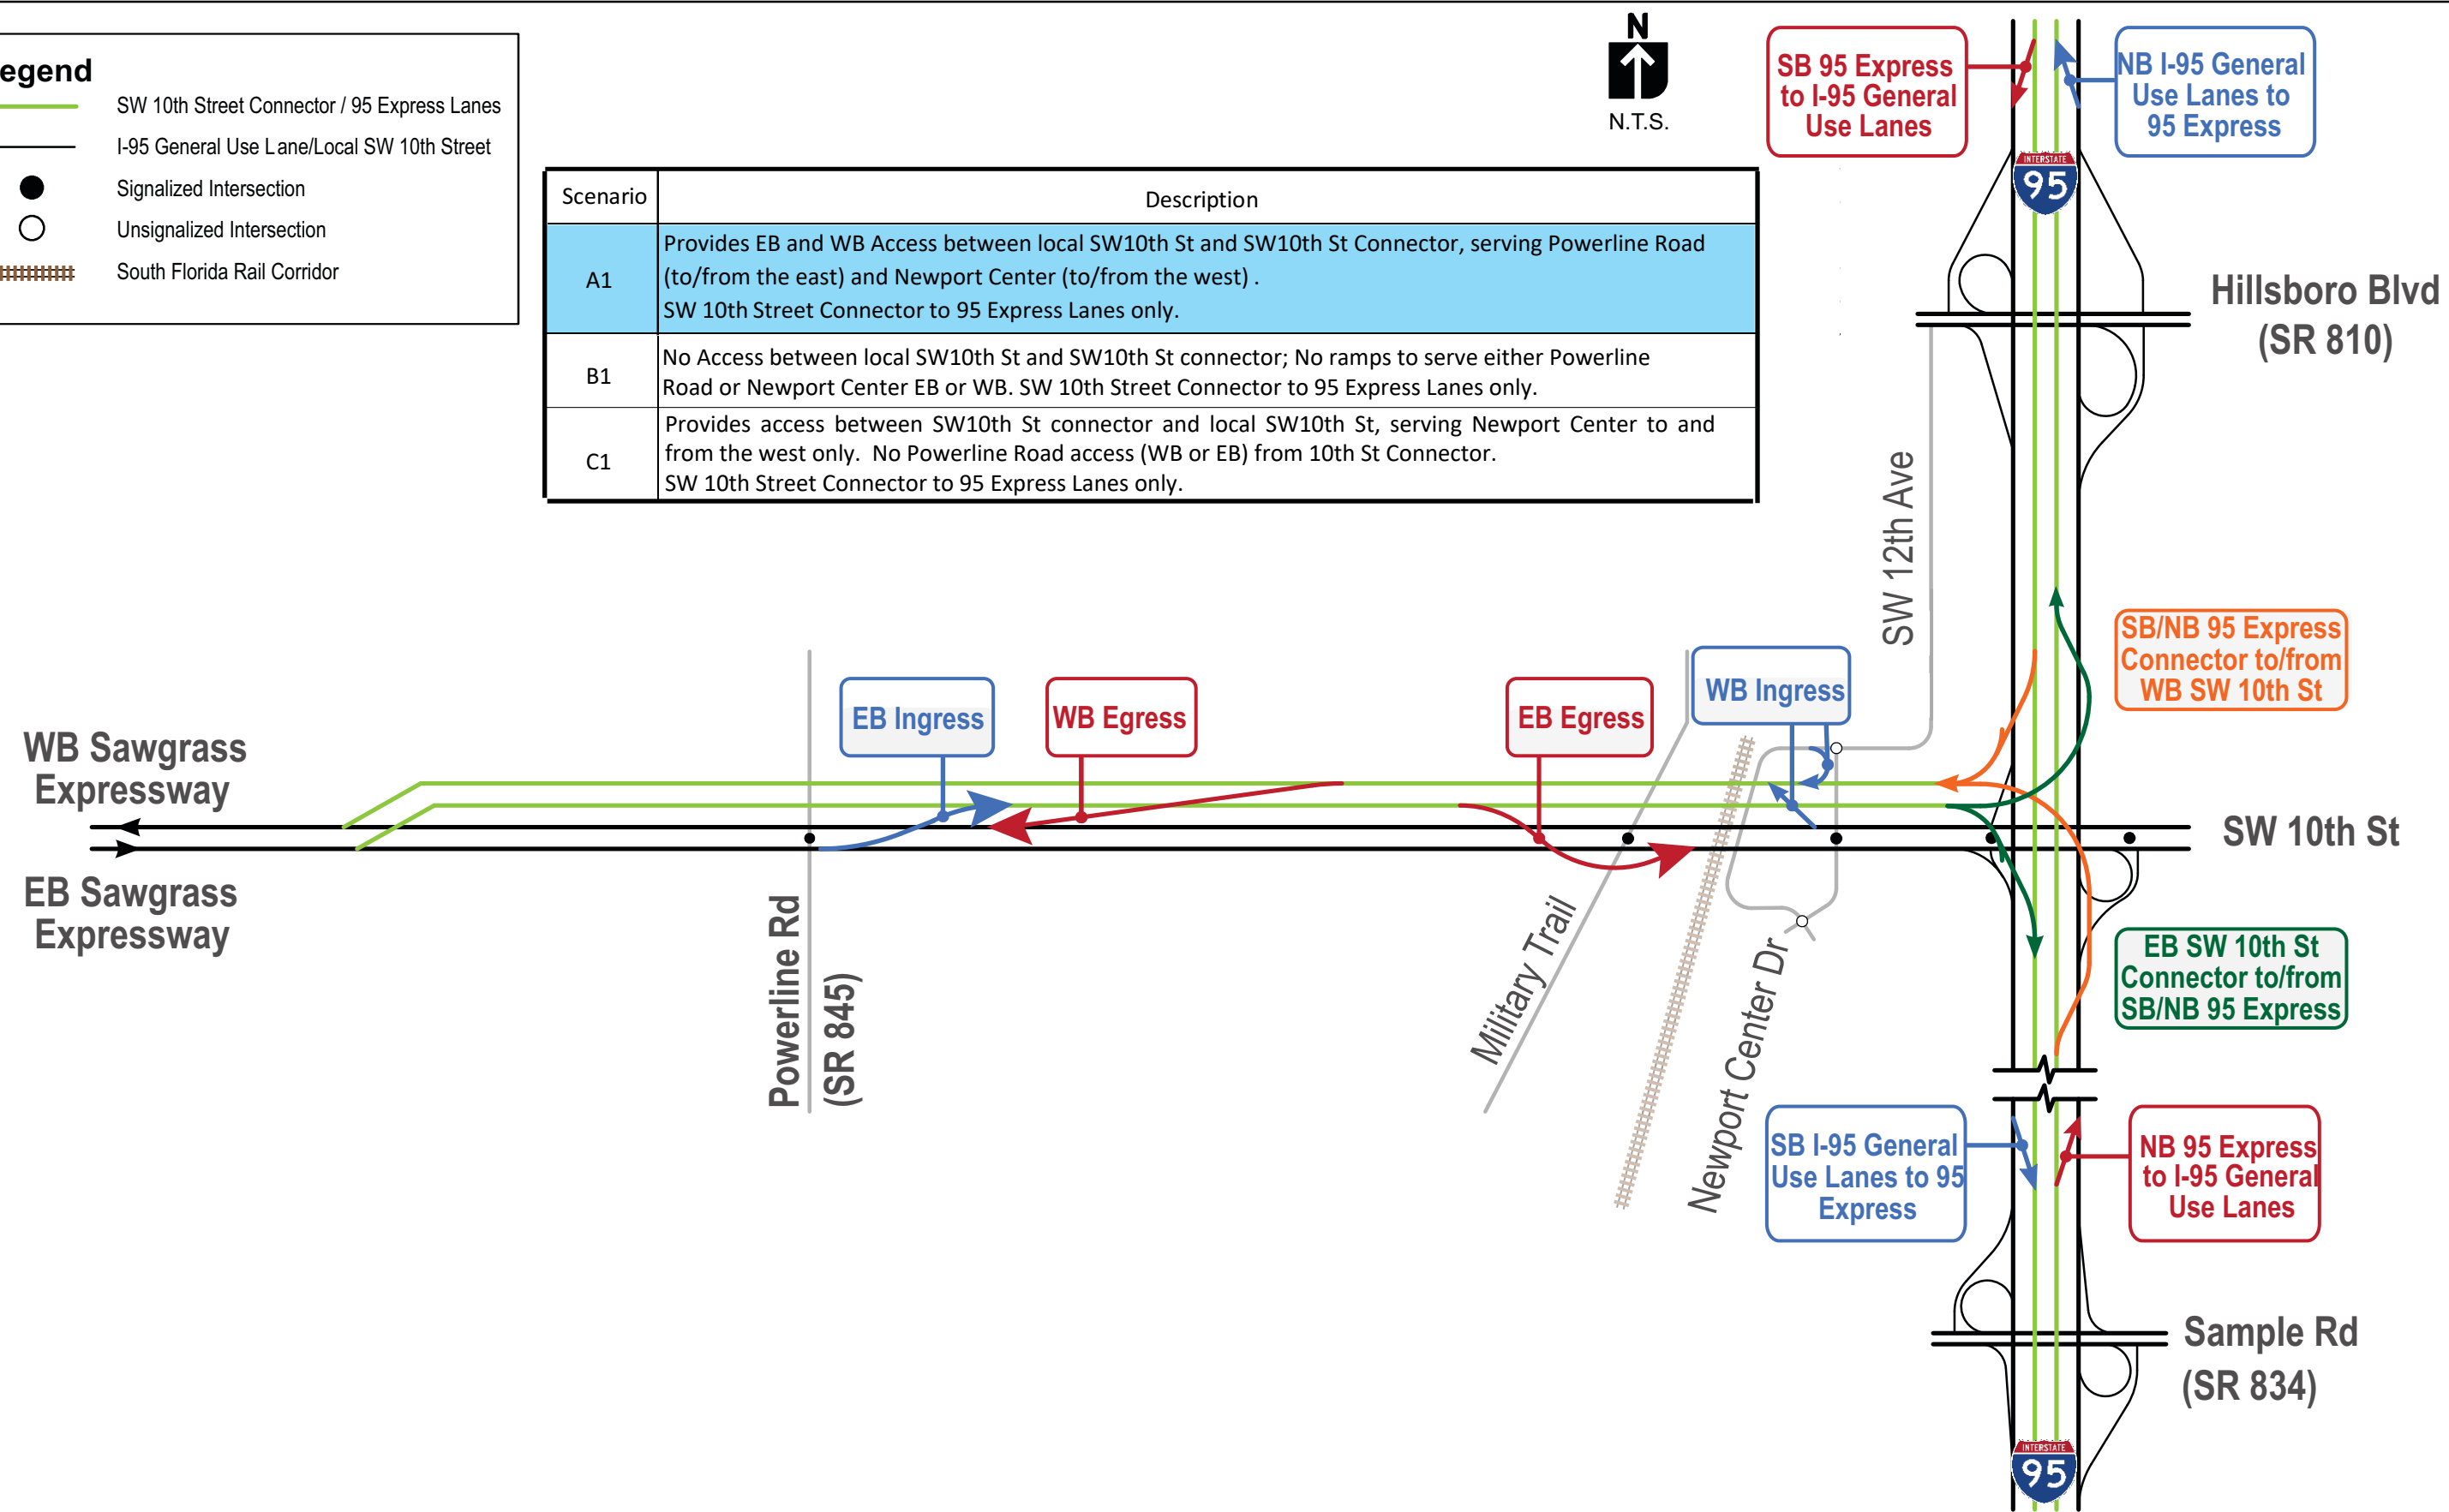 egend
SW 10th Street Connector / 95 Express Lanes
I-95 General Use Lane/Local SW 10th Street
Signalized Intersection
Unsignalized Intersection
South Florida Rail Corridor
N
N.T.S.
Scenario
Description
A1
Provides EB and WB Access between local SW10th St and SW10th St Connector, serving Powerline Road
(to/from the east) and Newport Center (to/from the west) .
SW 10th Street Connector to 95 Express Lanes only.
B1
No Access between local SW10th St and SW10th St connector; No ramps to serve either Powerline
Road or Newport Center EB or WB. SW 10th Street Connector to 95 Express Lanes only.
C1
Provides access between SW10th St connector and local SW10th St, serving Newport Center to and
from the west only. No Powerline Road access (WB or EB) from 10th St Connector.
SW 10th Street Connector to 95 Express Lanes only.
SB 95 Express
to I-95 General
Use Lanes
NB I-95 General
Use Lanes to
95 Express
INTERSTATE
95
Hillsboro Blvd
(SR 810)
SW 12th Ave
SB/NB 95 Express
Connector to/from
WB SW 10th St
EB Ingress
WB Egress
EB Egress
WB Ingress
WB Sawgrass
Expressway
SW 10th St
EB Sawgrass
Expressway
Powerline Rd
(SR 845)
Military Trail
Newport Center Dr
EB SW 10th St
Connector to/from
SB/NB 95 Express
SB I-95 General
Use Lanes to 95
Express
NB 95 Express
to I-95 General
Use Lanes
Sample Rd
(SR 834)
INTERSTATE
95